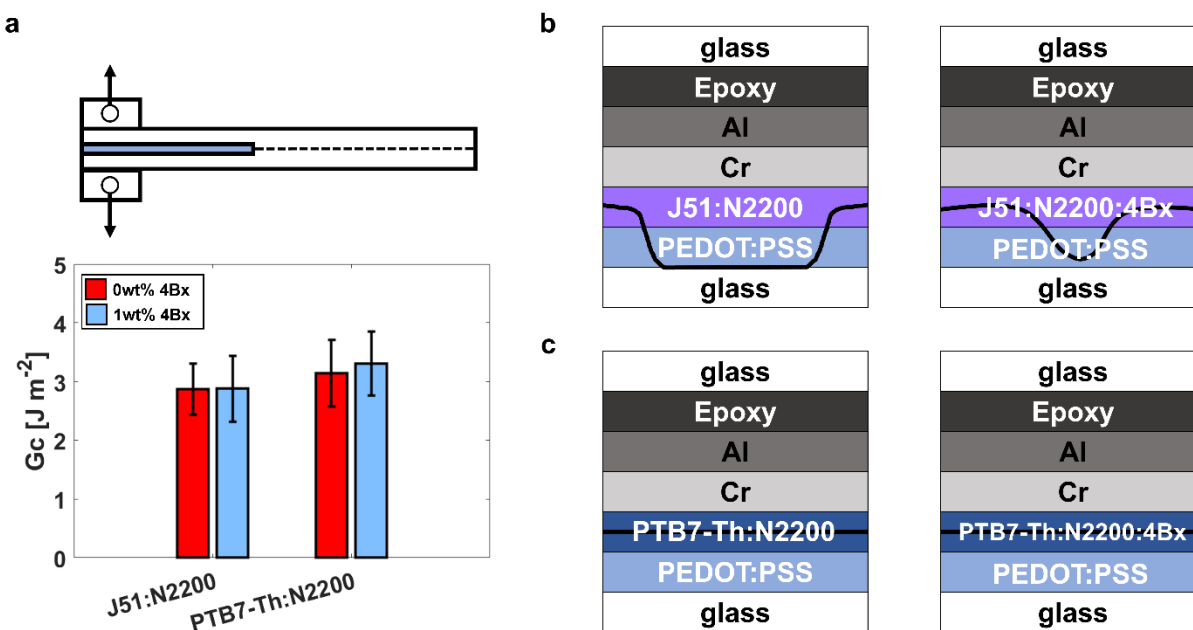 a
5
4
3
2
1
0
Gc [J m-2]
0wt% 4Bx
1wt% 4Bx
J51:N2200
PTB7-Th:N2200
b
glass
Epoxy
Al
Cr
J51:N2200
PEDOT:PSS
glass
glass
Epoxy
Al
Cr
J51:N2200:4Bx
PEDOT:PSS
glass
c
glass
Epoxy
Al
Cr
PTB7-Th:N2200
PEDOT:PSS
glass
glass
Epoxy
Al
Cr
PTB7-Th:N2200:4Bx
PEDOT:PSS
glass